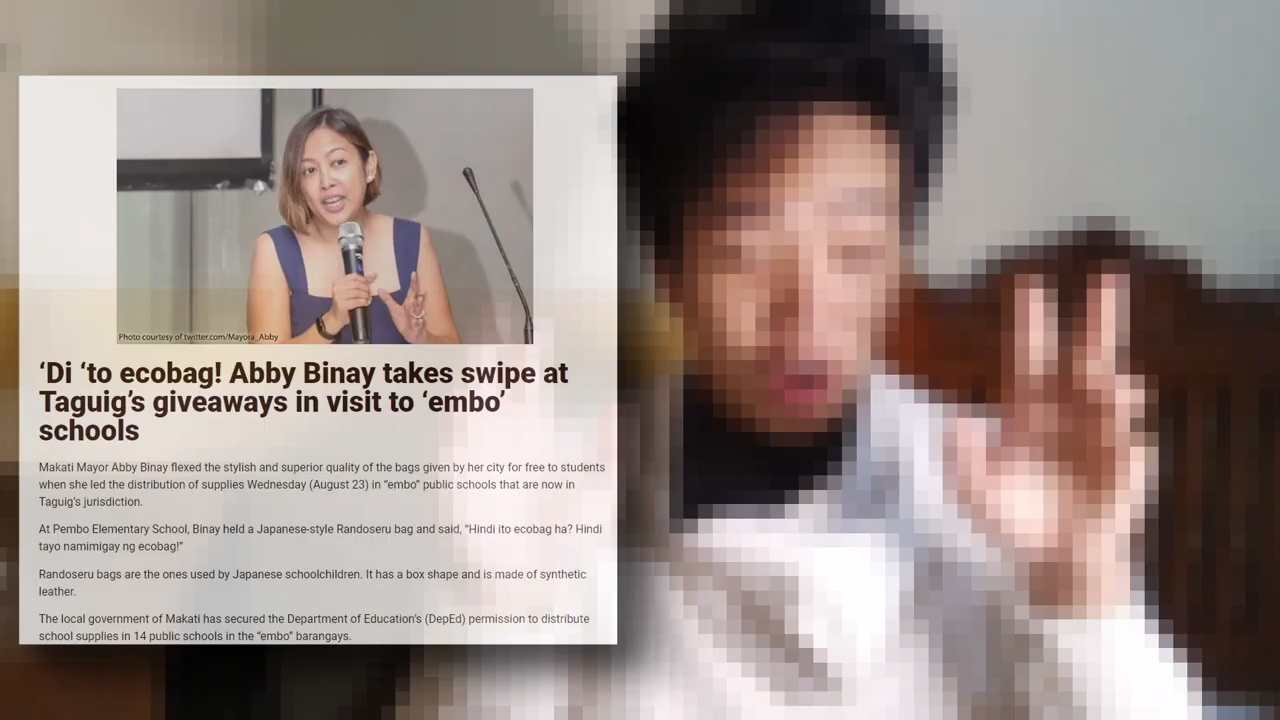 Photo courtesy of twitter.com/Mayora_Abby
‘Di ‘to ecobag! Abby Binay takes swipe at
Taguig’s giveaways in visit to ‘embo’
schools
Makati Mayor Abby Binay flexed the stylish and superior quality of the bags given by her city for free to students
when she led the distribution of supplies Wednesday (August 23) in “embo” public schools that are now in
Taguig’s jurisdiction.
At Pembo Elementary School, Binay held a Japanese-style Randoseru bag and said, “Hindi ito ecobag ha? Hindi
tayo namimigay ng ecobag!”
Randoseru bags are the ones used by Japanese schoolchildren. It has a box shape and is made of synthetic
leather.
The local government of Makati has secured the Department of Education’s (DepEd) permission to distribute
school supplies in 14 public schools in the “embo” barangays.